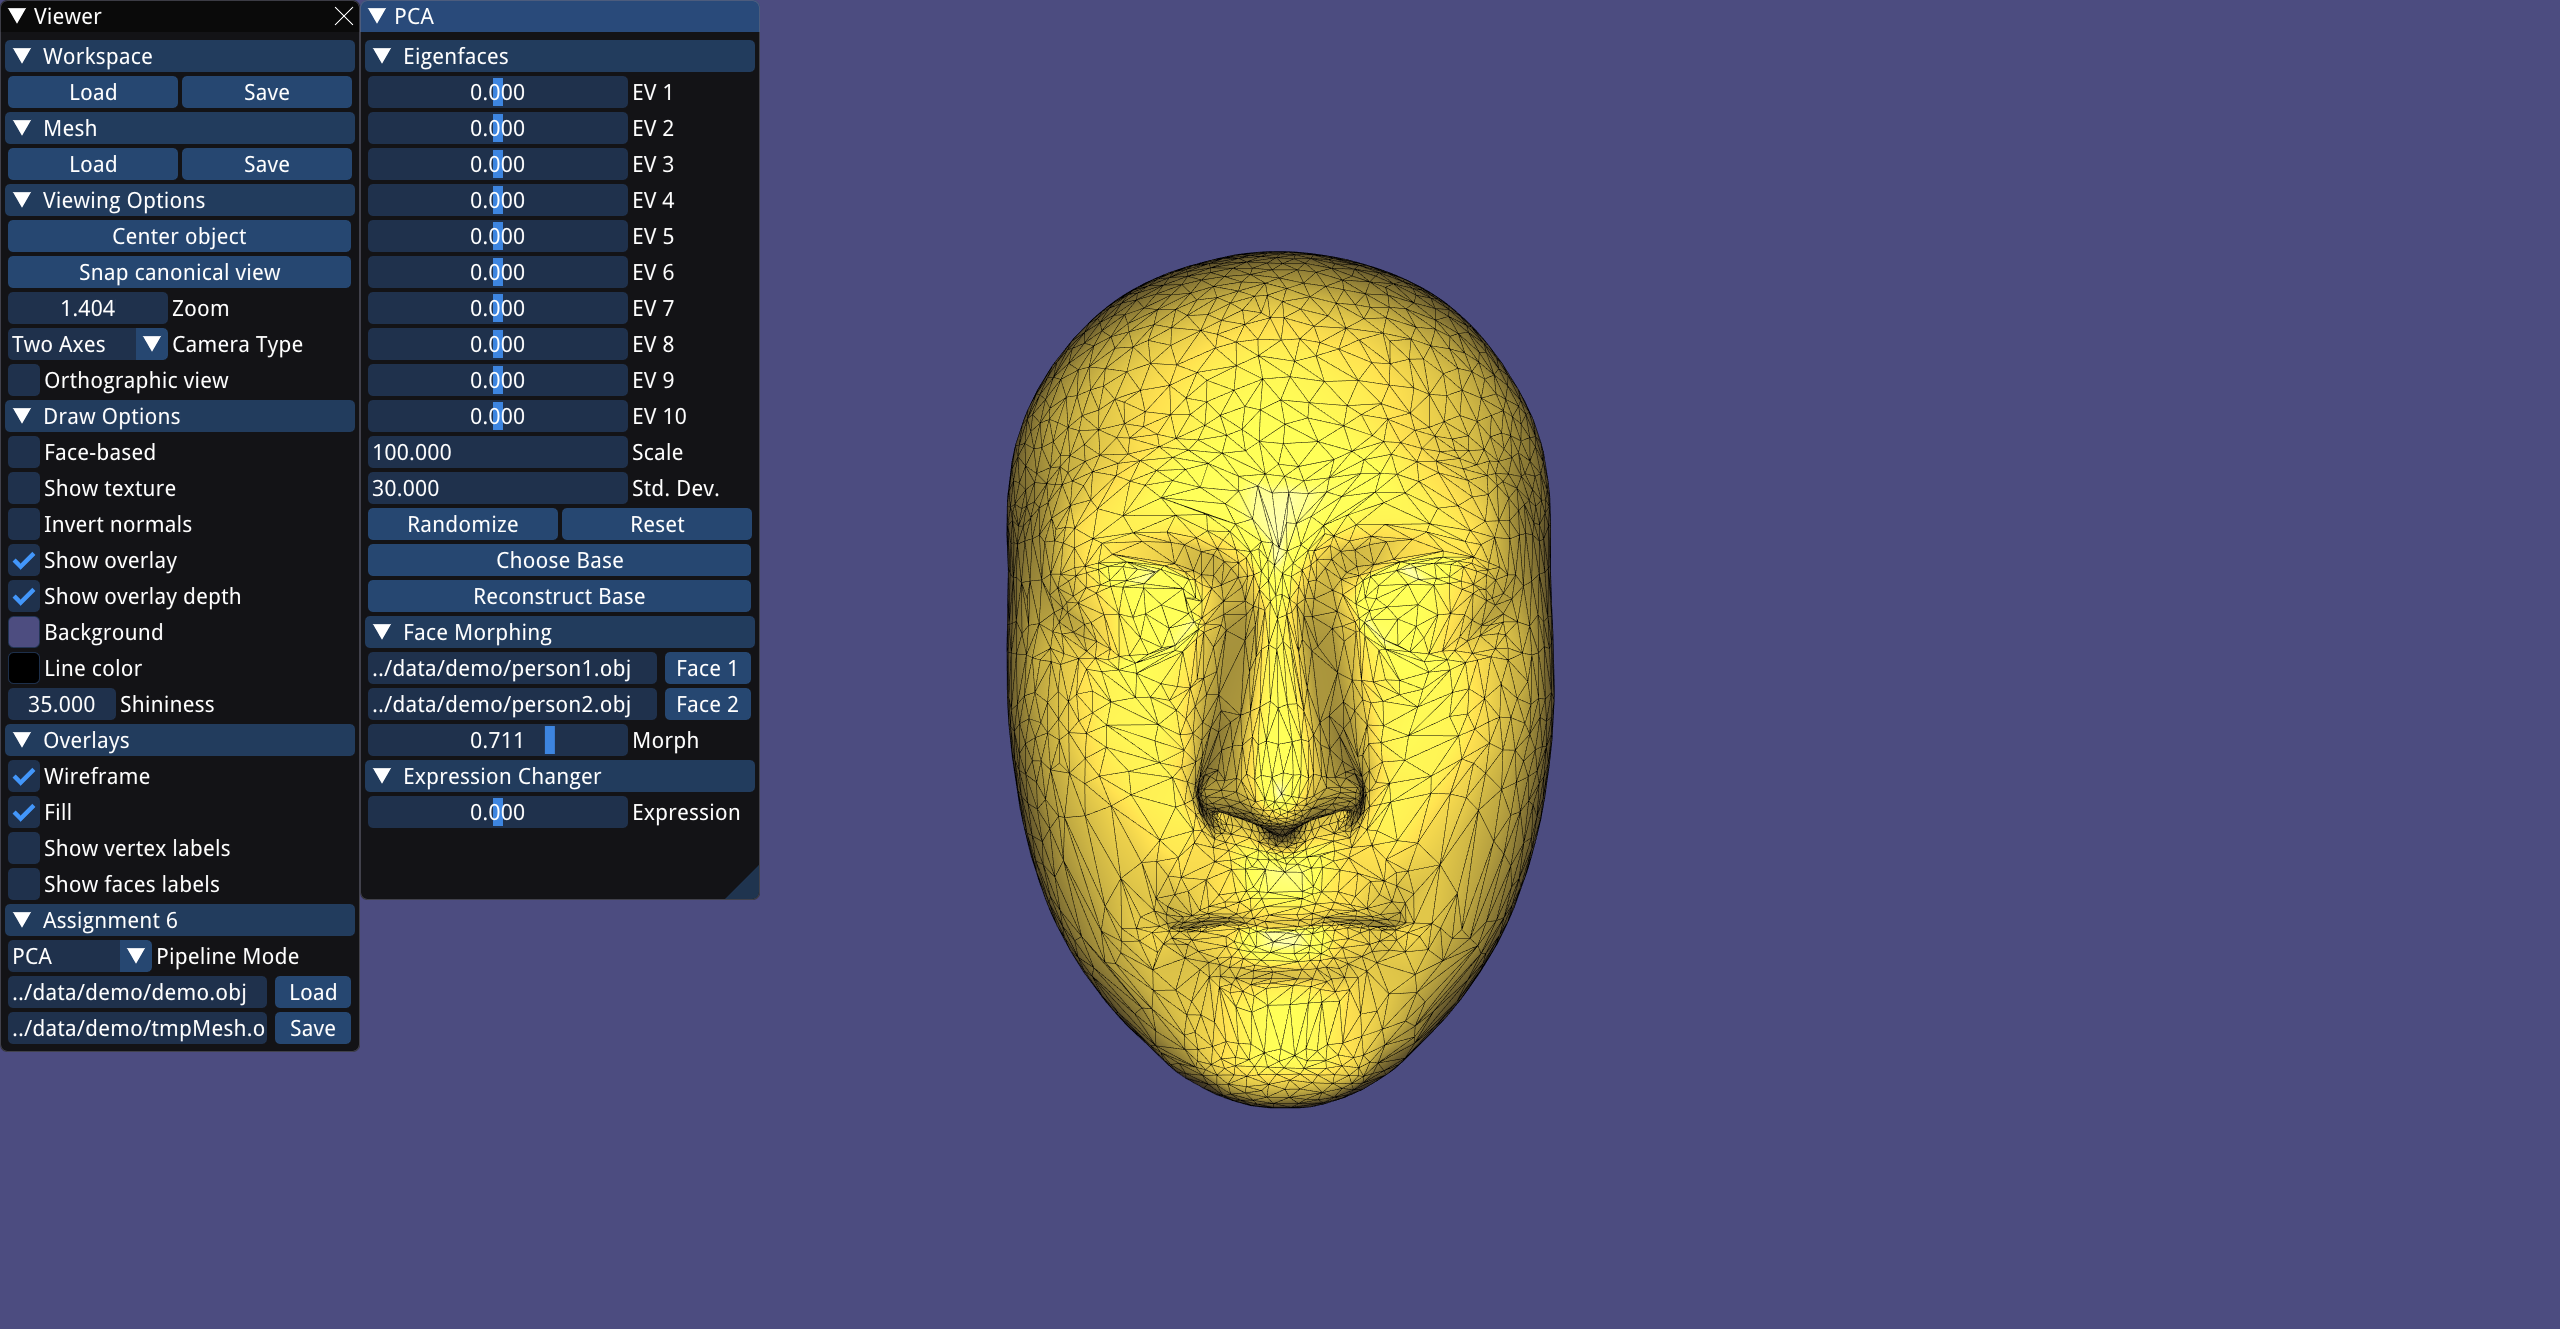 Viewer
Workspace
Load Save
Mesh
Load Save
Viewing Options
Center object
Snap canonical view
1.404 Zoom
Two Axes Camera Type
Orthographic view
Draw Options
Face-based
Show texture
Invert normals
Show overlay
Show overlay depth
Background
Line color
35.000 Shininess
Overlays
Wireframe
Fill
Show vertex labels
Show faces labels
Assignment 6
PCA Pipeline Mode
../data/demo/demo.obj Load
../data/demo/tmpMesh.o Save
PCA
Eigenfaces
0.000 EV 1
0.000 EV 2
0.000 EV 3
0.000 EV 4
0.000 EV 5
0.000 EV 6
0.000 EV 7
0.000 EV 8
0.000 EV 9
0.000 EV 10
100.000 Scale
30.000 Std. Dev.
Randomize Reset
Choose Base
Reconstruct Base
Face Morphing
../data/demo/person1.obj Face 1
../data/demo/person2.obj Face 2
0.711 Morph
Expression Changer
0.000 Expression